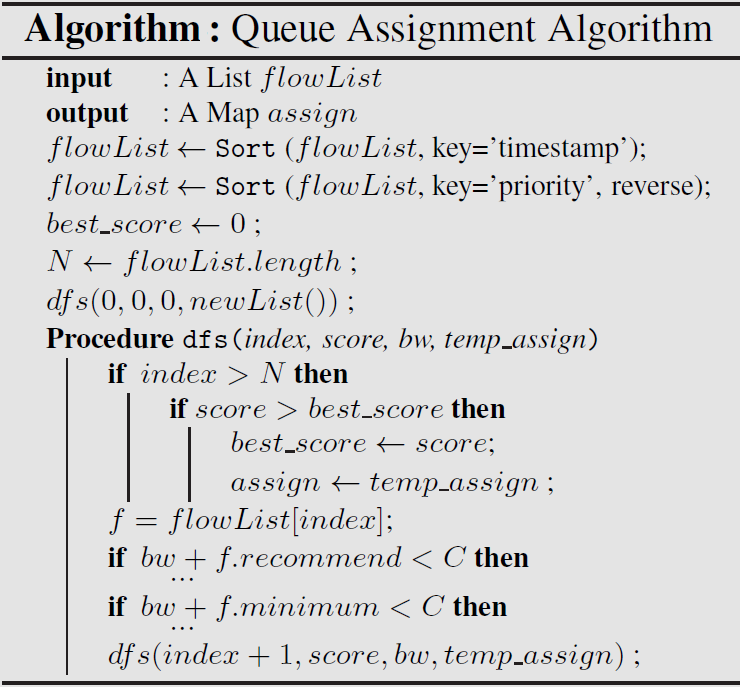 Algorithm : Queue Assignment Algorithm
input : A List flowList
output : A Map assign
flowList ← Sort (flowList, key='timestamp');
flowList ← Sort (flowList, key='priority', reverse);
best_score ← 0 ;
N ← flowList.length ;
dfs(0, 0, 0, newList()) ;
Procedure dfs(index, score, bw, temp_assign)
if index > N then
if score > best_score then
best_score ← score;
assign ← temp_assign ;
f = flowList[index];
if bw + f.recommend < C then
...
if bw + f.minimum < C then
...
dfs(index + 1, score, bw, temp_assign) ;